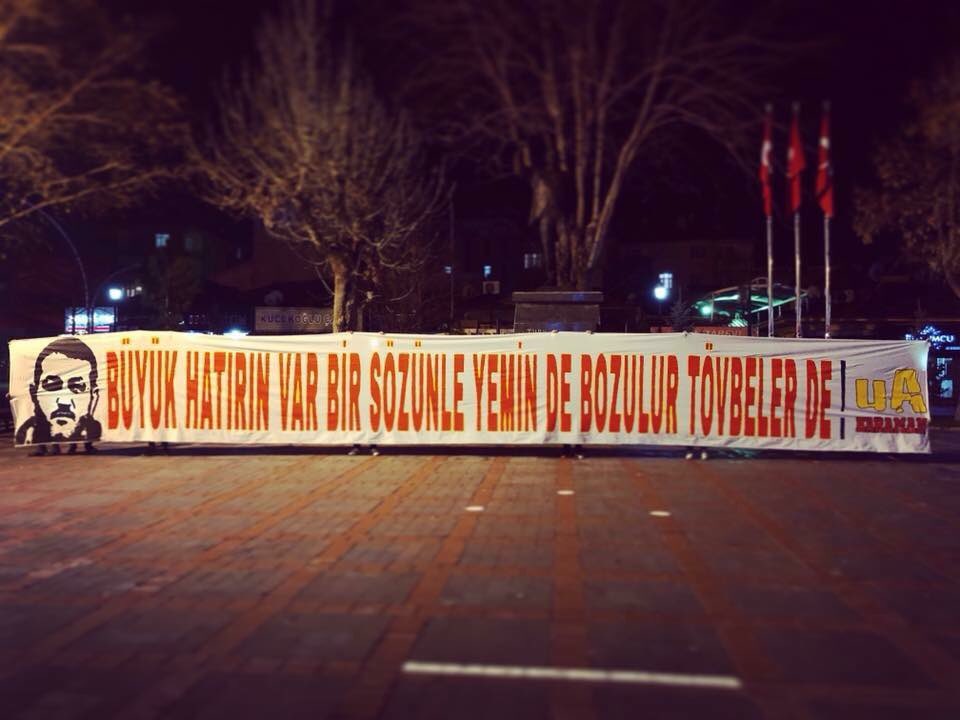 BÜYÜK HATIRIN VAR BİR SÖZÜNLE YEMİN DE BOZULUR TÖVBELER DE
uA
KARAMAN